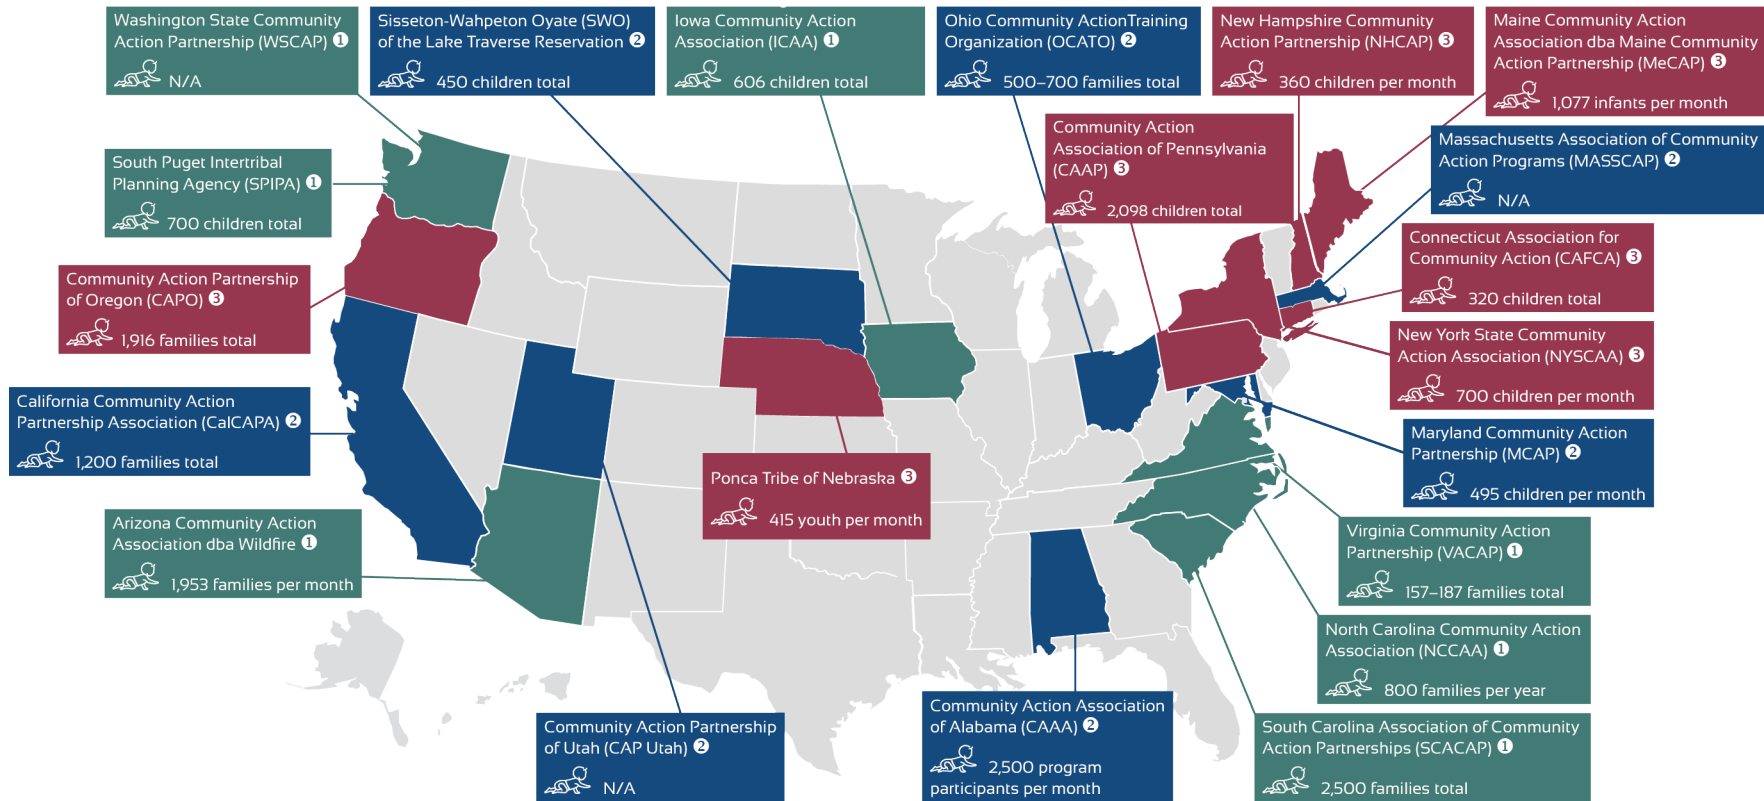 Washington State Community
Action Partnership (WSCAP) ❶
N/A
Sisseton-Wahpeton Oyate (SWO)
of the Lake Traverse Reservation ❷
450 children total
Iowa Community Action
Association (ICAA) ❶
606 children total
Ohio Community ActionTraining
Organization (OCATO) ❷
500–700 families total
New Hampshire Community
Action Partnership (NHCAP) ❸
360 children per month
Maine Community Action
Association dba Maine Community
Action Partnership (MeCAP) ❸
1,077 infants per month
Community Action
Association of Pennsylvania
(CAAP) ❸
2,098 children total
Massachusetts Association of Community
Action Programs (MASSCAP) ❷
N/A
South Puget Intertribal
Planning Agency (SPIPA) ❶
700 children total
Connecticut Association for
Community Action (CAFCA) ❸
320 children total
Community Action Partnership
of Oregon (CAPO) ❸
1,916 families total
New York State Community
Action Association (NYSCAA) ❸
700 children per month
California Community Action
Partnership Association (CalCAPA) ❷
1,200 families total
Maryland Community Action
Partnership (MCAP) ❷
495 children per month
Ponca Tribe of Nebraska ❸
415 youth per month
Arizona Community Action
Association dba Wildfire ❶
1,953 families per month
Virginia Community Action
Partnership (VACAP) ❶
157–187 families total
North Carolina Community Action
Association (NCCAA) ❶
800 families per year
Community Action Partnership
of Utah (CAP Utah) ❷
N/A
Community Action Association
of Alabama (CAAA) ❷
2,500 program
participants per month
South Carolina Association of Community
Action Partnerships (SCACAP) ❶
2,500 families total